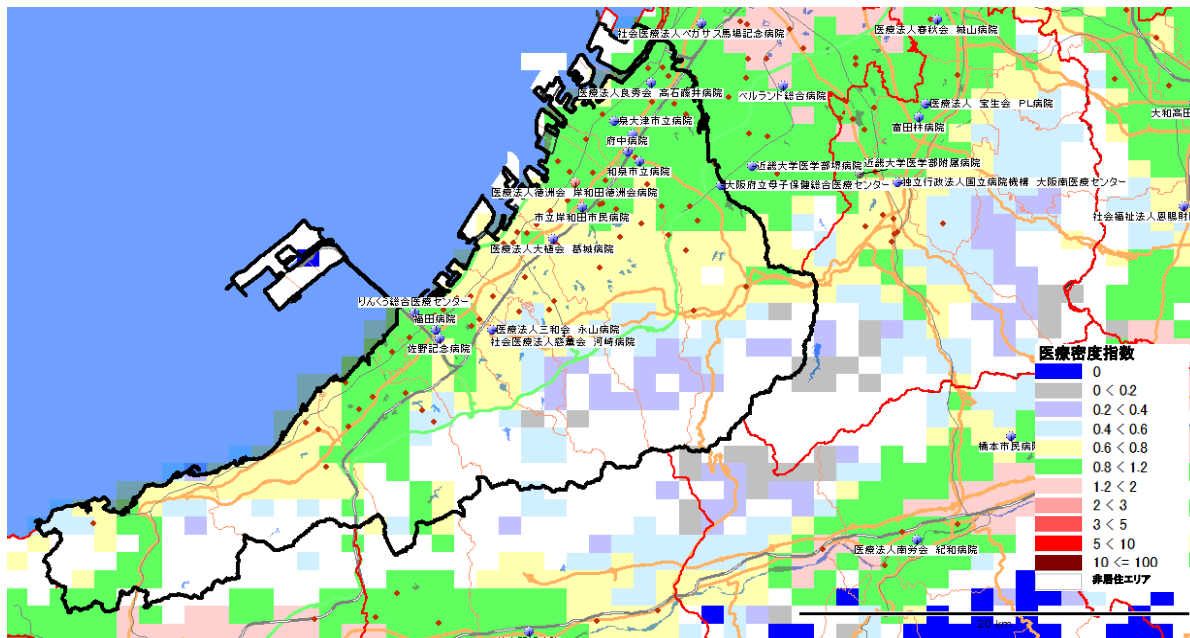 社会医療法人ペガサス馬場記念病院
医療法人春秋会 城山病院
医療法人良秀会 高石藤井病院
ベルランド総合病院
医療法人 宝生会 PL病院
大和高田
泉大津市立病院
富田林病院
府中病院
和泉市立病院
近畿大学医学部堺病院
近畿大学医学部附属病院
医療法人徳洲会 岸和田徳洲会病院
大阪府立母子保健総合医療センター
独立行政法人国立病院機構 大阪南医療センター
市立岸和田市民病院
社会福祉法人恩賜財
医療法人大植会 葛城病院
りんくう総合医療センター
福田病院
医療法人三和会 永山病院
佐野記念病院
社会医療法人慈薫会 河崎病院
医療密度指数
0
0 < 0.2
0.2 < 0.4
0.4 < 0.6
0.6 < 0.8
0.8 < 1.2
1.2 < 2
2 < 3
3 < 5
5 < 10
10 <= 100
非居住エリア
橋本市民病院
医療法人南労会 紀和病院
20 km